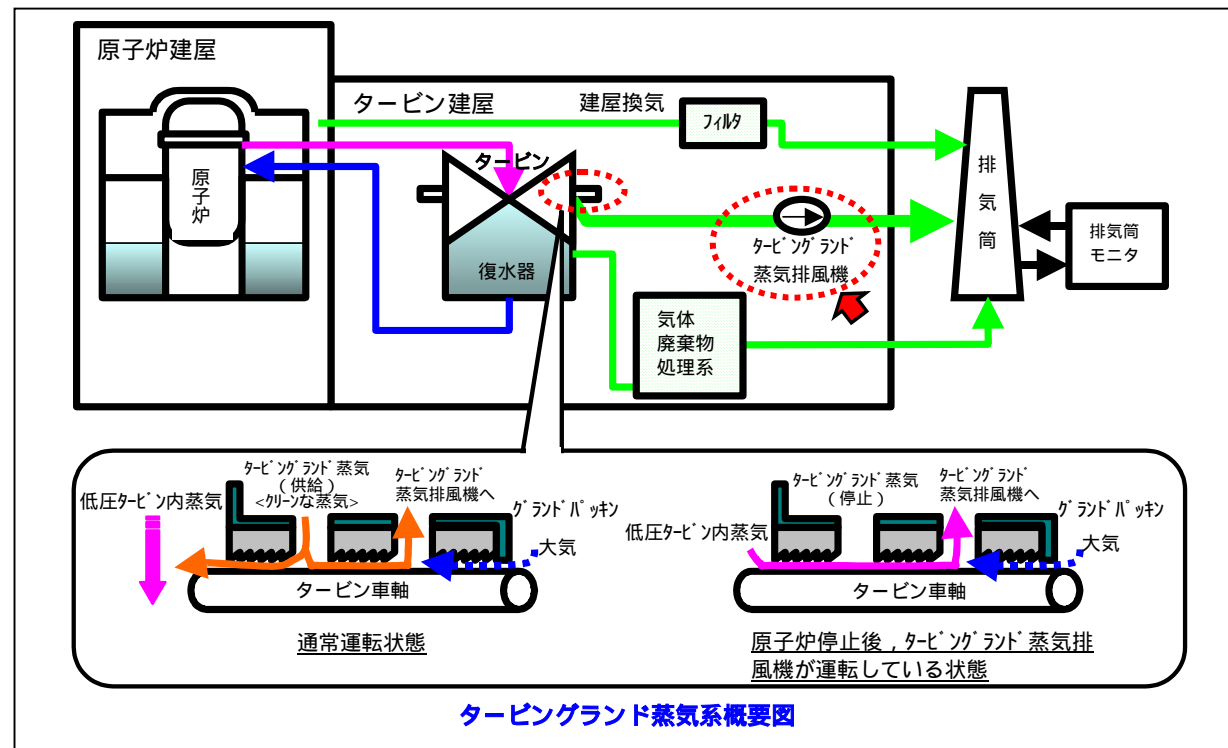 原子炉建屋
タービン建屋
建屋換気
フィルタ
タービン
原子炉
復水器
タービングランド
蒸気排風機
気体
廃棄物
処理系
排気筒
排気筒
モニタ
タービングランド蒸気
(供給)
<クリーンな蒸気>
タービングランド
蒸気排風機へ
低圧タービン内蒸気
グランドパッキン
大気
タービン車軸
通常運転状態
タービングランド蒸気
(停止)
タービングランド
蒸気排風機へ
低圧タービン内蒸気
グランドパッキン
大気
タービン車軸
原子炉停止後,タービングランド蒸気排
風機が運転している状態
タービングランド蒸気系概要図